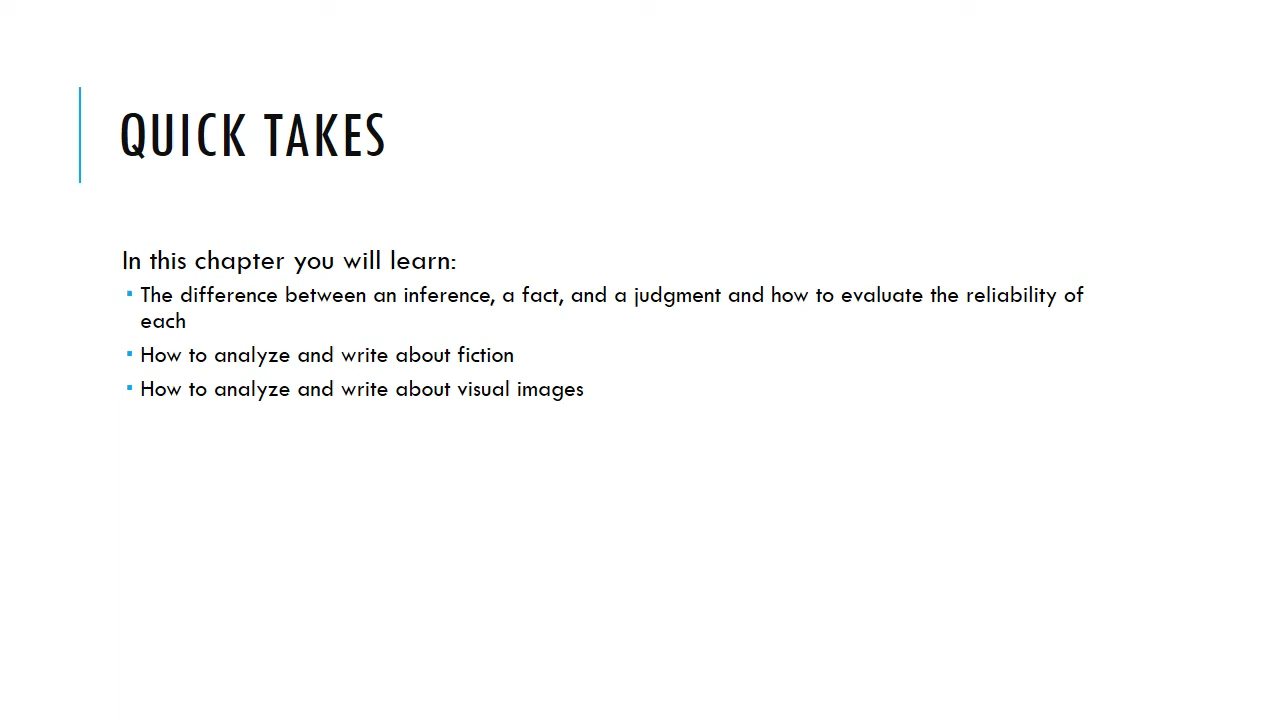 QUICK TAKES
In this chapter you will learn:
▪ The difference between an inference, a fact, and a judgment and how to evaluate the reliability of
each
▪ How to analyze and write about fiction
▪ How to analyze and write about visual images